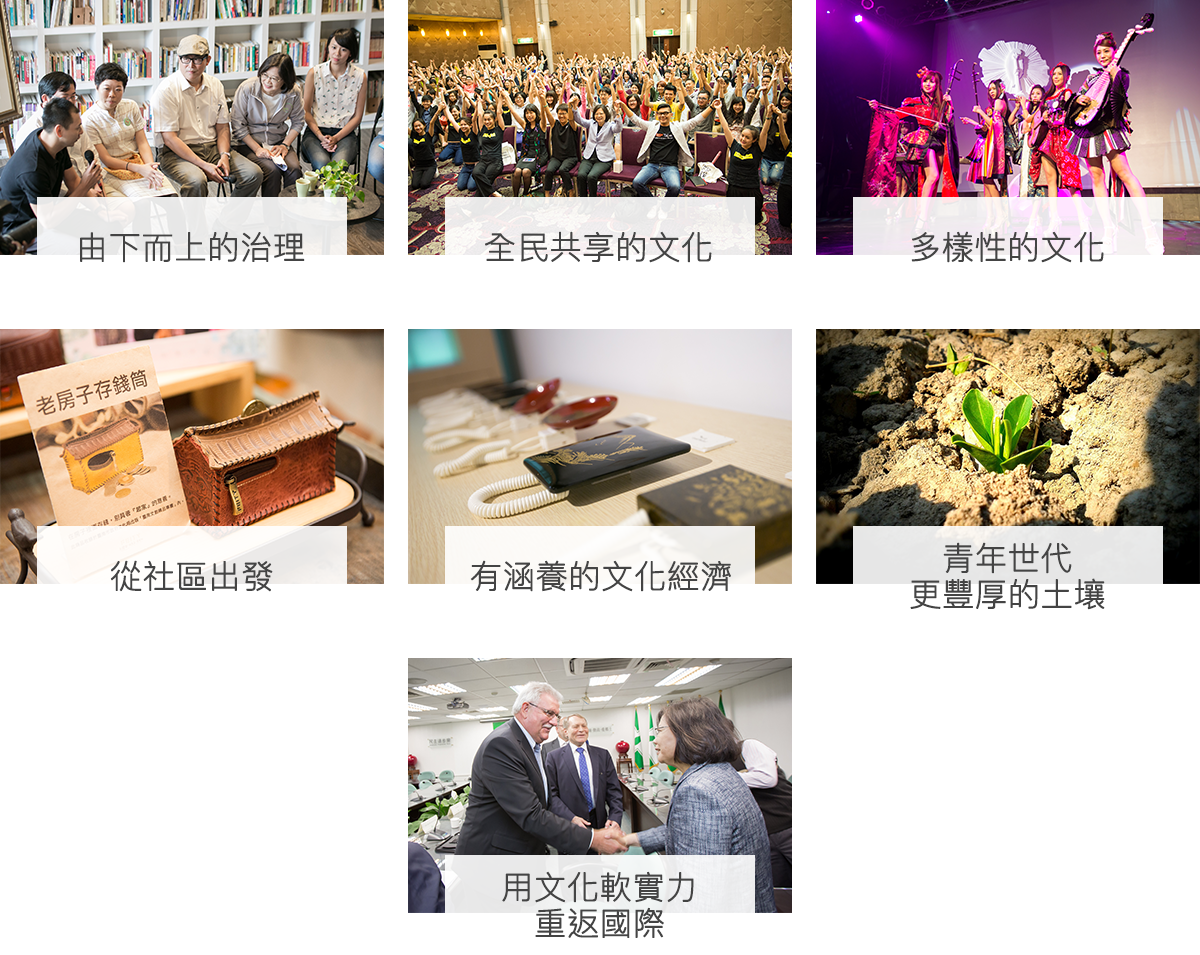 由下而上的治理
全民共享的文化
多樣性的文化
老房子存錢筒
從社區出發
有涵養的文化經濟
青年世代
更豐厚的土壤
用文化軟實力
重返國際